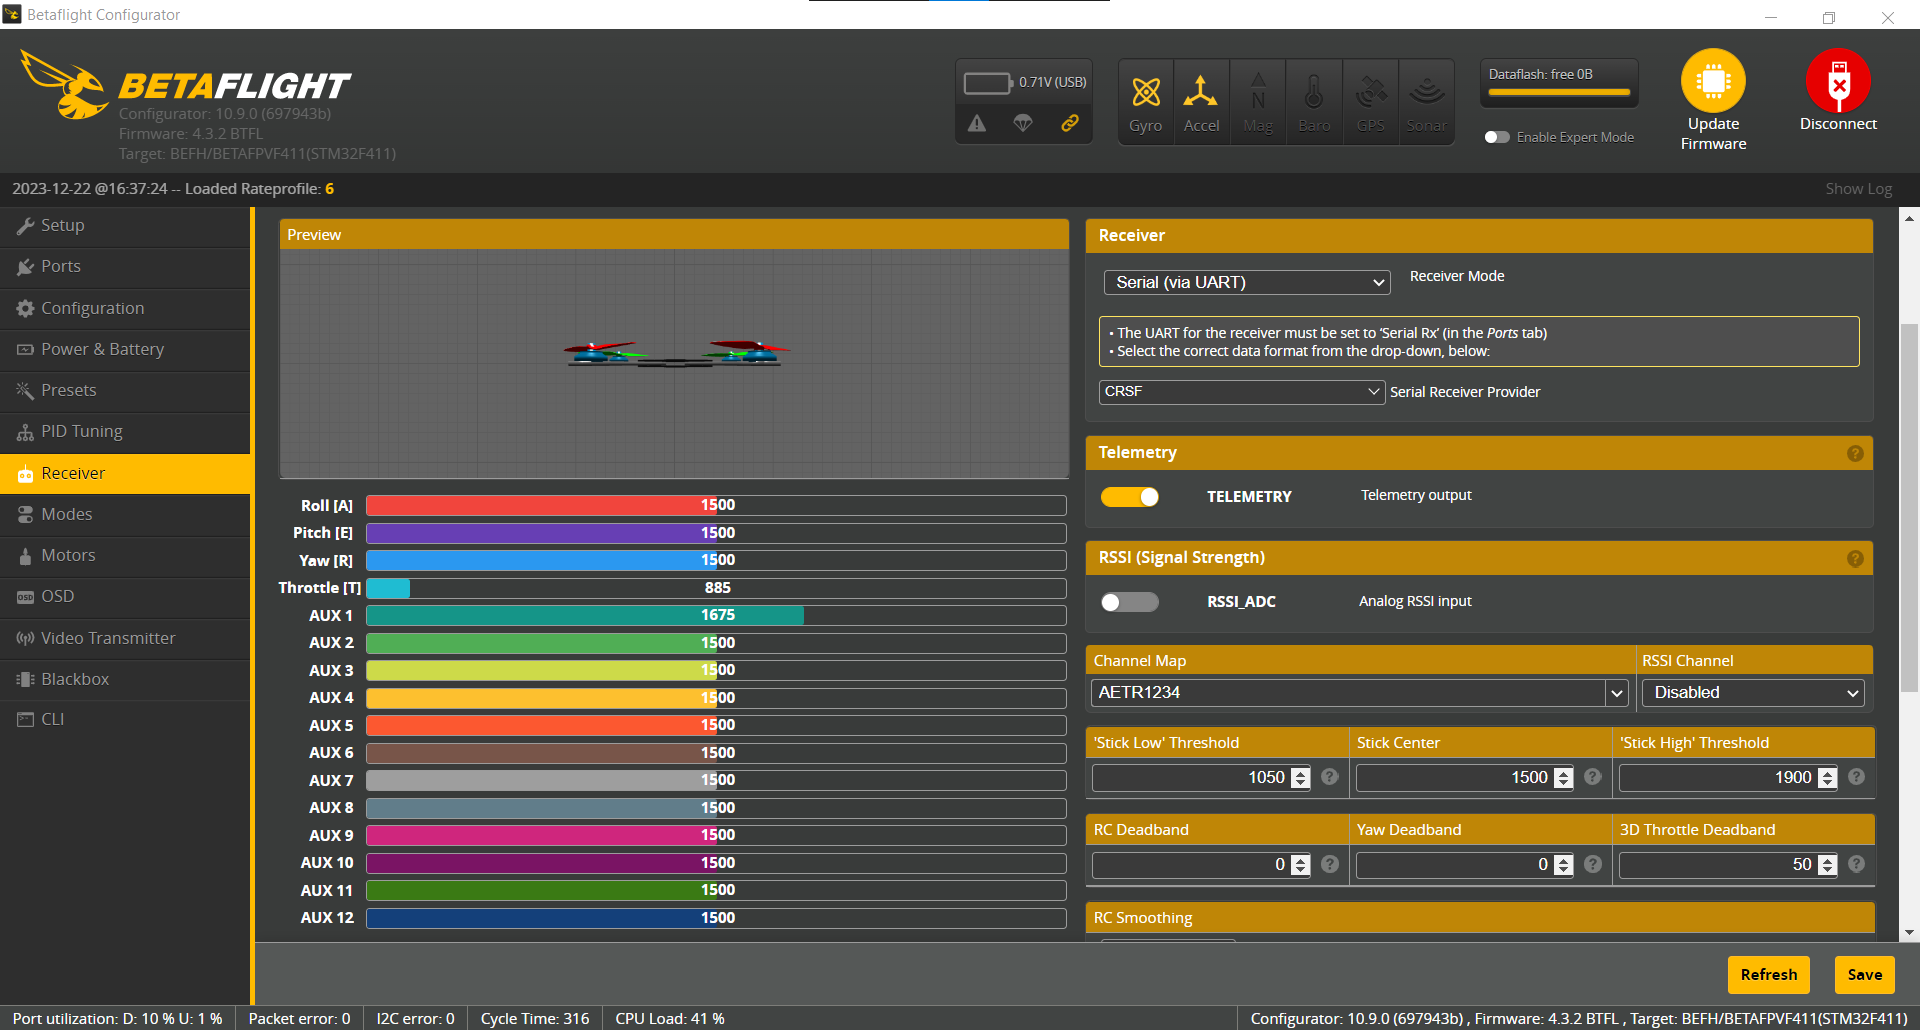 Betaflight Configurator
BETAFLIGHT
Configurator: 10.9.0 (697943b)
Firmware: 4.3.2 BTFL
Target: BEFH/BETAFPVF411(STM32F411)
0.71V (USB)
Gyro
Accel
N
Mag
Baro
GPS
Sonar
Dataflash: free 0B
Enable Expert Mode
Update
Firmware
Disconnect
2023-12-22 @16:37:24 -- Loaded Rateprofile: 6
Show Log
Setup
Ports
Configuration
Power & Battery
Presets
PID Tuning
Receiver
Modes
Motors
OSD OSD
Video Transmitter
Blackbox
CLI
Preview
Roll [A] 1500
Pitch [E] 1500
Yaw [R] 1500
Throttle [T] 885
AUX 1 1675
AUX 2 1500
AUX 3 1500
AUX 4 1500
AUX 5 1500
AUX 6 1500
AUX 7 1500
AUX 8 1500
AUX 9 1500
AUX 10 1500
AUX 11 1500
AUX 12 1500
Receiver
Serial (via UART) Receiver Mode
• The UART for the receiver must be set to ‘Serial Rx’ (in the Ports tab)
• Select the correct data format from the drop-down, below:
CRSF Serial Receiver Provider
Telemetry ?
TELEMETRY Telemetry output
RSSI (Signal Strength) ?
RSSI_ADC Analog RSSI input
Channel Map RSSI Channel
AETR1234 Disabled
'Stick Low' Threshold Stick Center 'Stick High' Threshold
1050 ? 1500 ? 1900 ?
RC Deadband Yaw Deadband 3D Throttle Deadband
0 ? 0 ? 50 ?
RC Smoothing
Refresh Save
Port utilization: D: 10 % U: 1 % Packet error: 0 I2C error: 0 Cycle Time: 316 CPU Load: 41 % Configurator: 10.9.0 (697943b) , Firmware: 4.3.2 BTFL , Target: BEFH/BETAFPVF411(STM32F411)